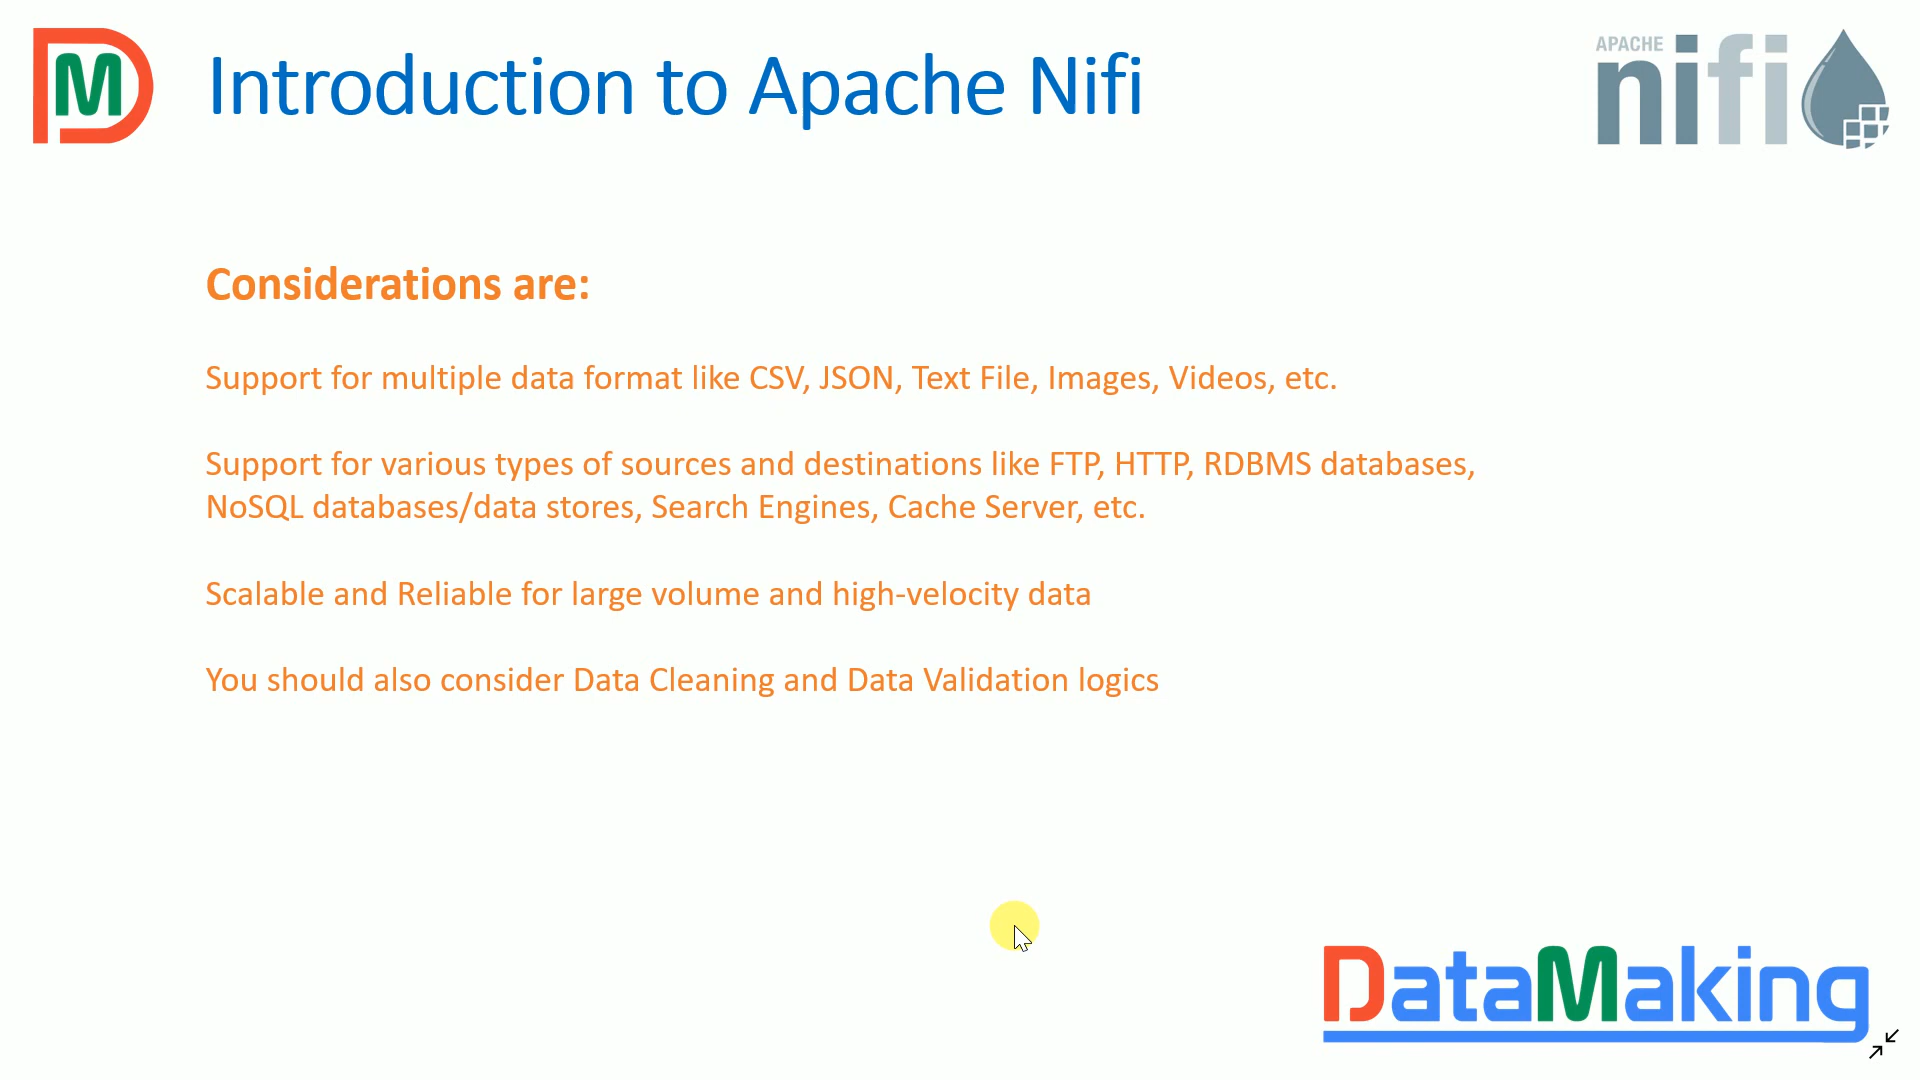 DM
Introduction to Apache Nifi
APACHE
nifi
Considerations are:
Support for multiple data format like CSV, JSON, Text File, Images, Videos, etc.
Support for various types of sources and destinations like FTP, HTTP, RDBMS databases,
NoSQL databases/data stores, Search Engines, Cache Server, etc.
Scalable and Reliable for large volume and high-velocity data
You should also consider Data Cleaning and Data Validation logics
DataMaking